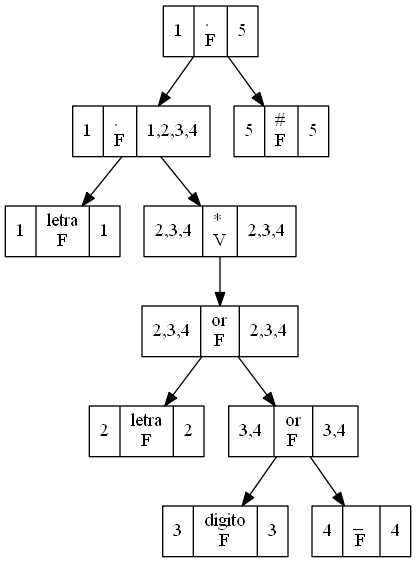 1 . F 5
1 . F 1,2,3,4
5 # F 5
1 letra F 1
2,3,4 * V 2,3,4
2,3,4 or F 2,3,4
2 letra F 2
3,4 or F 3,4
3 digito F 3
4 _ F 4